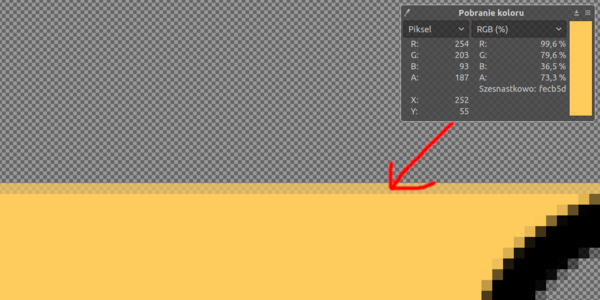 Pobranie koloru
Piksel RGB (%)
R: 254 R: 99,6 %
G: 203 G: 79,6 %
B: 93 B: 36,5 %
A: 187 A: 73,3 %
Szesnastkowo: fecb5d
X: 252
Y: 55